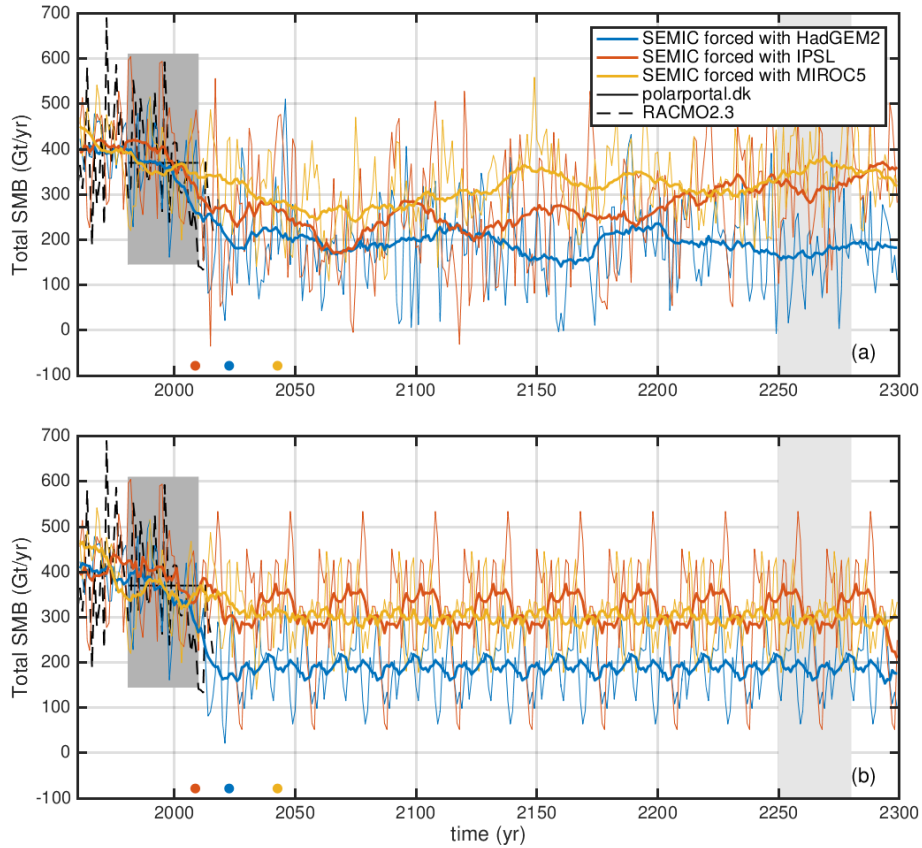 700
600
500
400
300
200
100
0
-100
Total SMB (Gt/yr)
SEMIC forced with HadGEM2
SEMIC forced with IPSL
SEMIC forced with MIROC5
polarportal.dk
RACMO2.3
(a)
2000 2050 2100 2150 2200 2250 2300
700
600
500
400
300
200
100
0
-100
Total SMB (Gt/yr)
(b)
2000 2050 2100 2150 2200 2250 2300
time (yr)